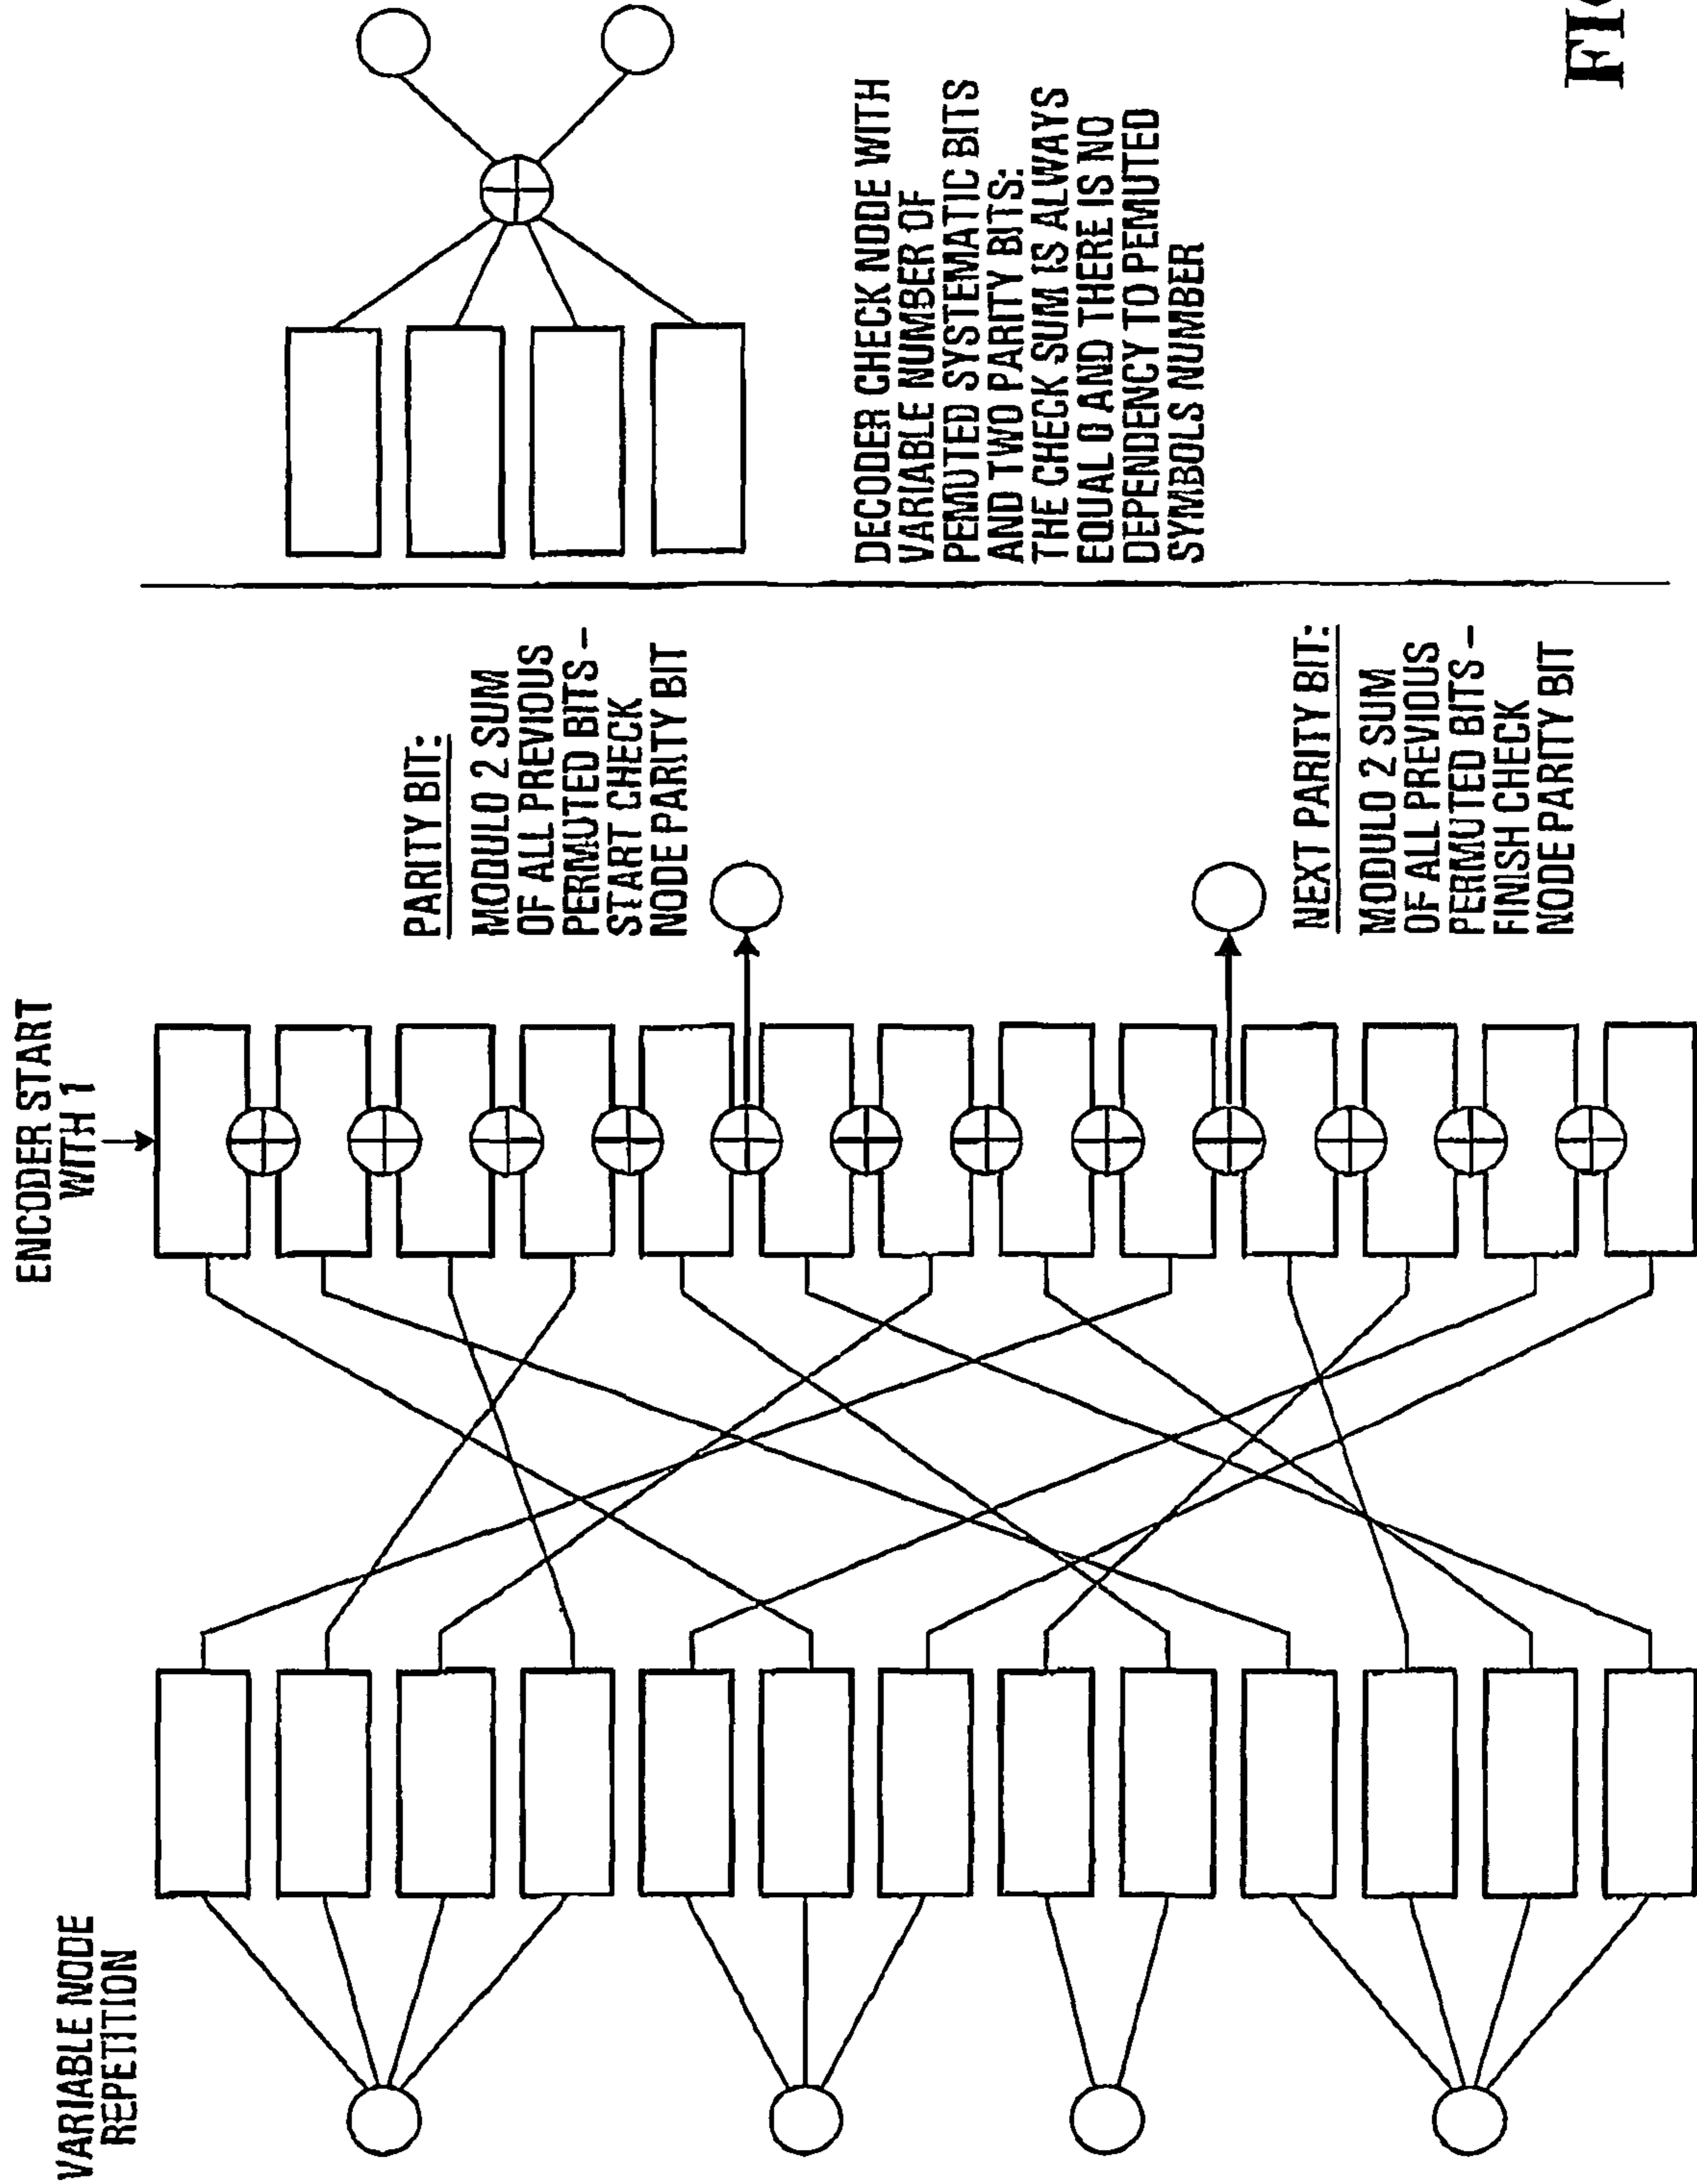 VARIABLE NODE
REPETITION
ENCODER START
WITH 1
PARITY BIT:
MODULO 2 SUM
OF ALL PREVIOUS
PERMUTED BITS –
START CHECK
NODE PARITY BIT
NEXT PARITY BIT:
MODULO 2 SUM
OF ALL PREVIOUS
PERMUTED BITS –
FINISH CHECK
NODE PARITY BIT
DECODER CHECK NODE WITH
VARIABLE NUMBER OF
PEMUTED SYSTEMATIC BITS
AND TWO PARITY BITS:
THE CHECK SUM IS ALWAYS
EQUAL 0 AND THERE IS NO
DEPENDENCY TO PEMUTED
SYMBOLS NUMBER